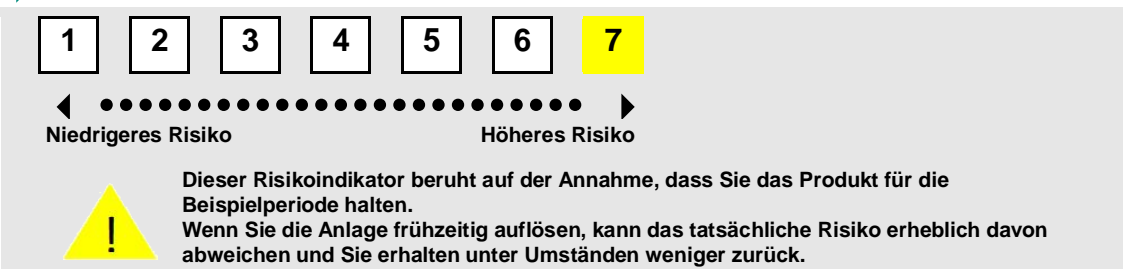 1 2 3 4 5 6 7
Niedrigeres Risiko Höheres Risiko
Dieser Risikoindikator beruht auf der Annahme, dass Sie das Produkt für die
Beispielperiode halten.
Wenn Sie die Anlage frühzeitig auflösen, kann das tatsächliche Risiko erheblich davon
abweichen und Sie erhalten unter Umständen weniger zurück.
!